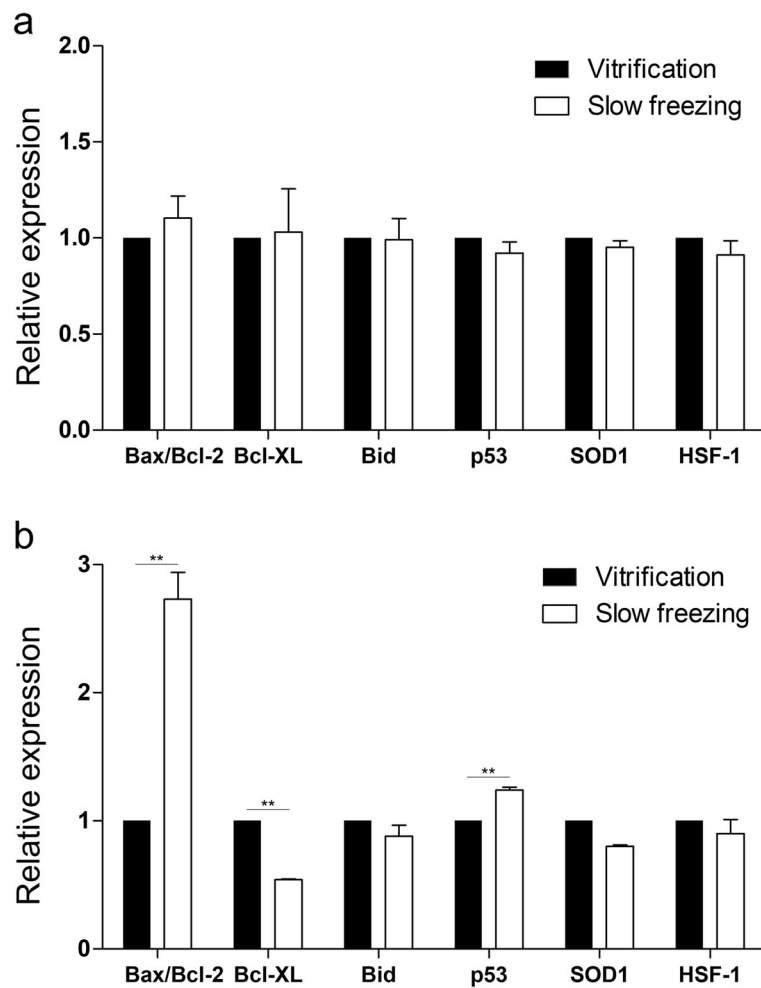 a
2.0
1.5
1.0
0.5
0.0
Relative expression
Vitrification
Slow freezing
Bax/Bcl-2 Bcl-XL Bid p53 SOD1 HSF-1
b
3
2
1
0
Relative expression
Vitrification
Slow freezing
**
**
**
Bax/Bcl-2 Bcl-XL Bid p53 SOD1 HSF-1